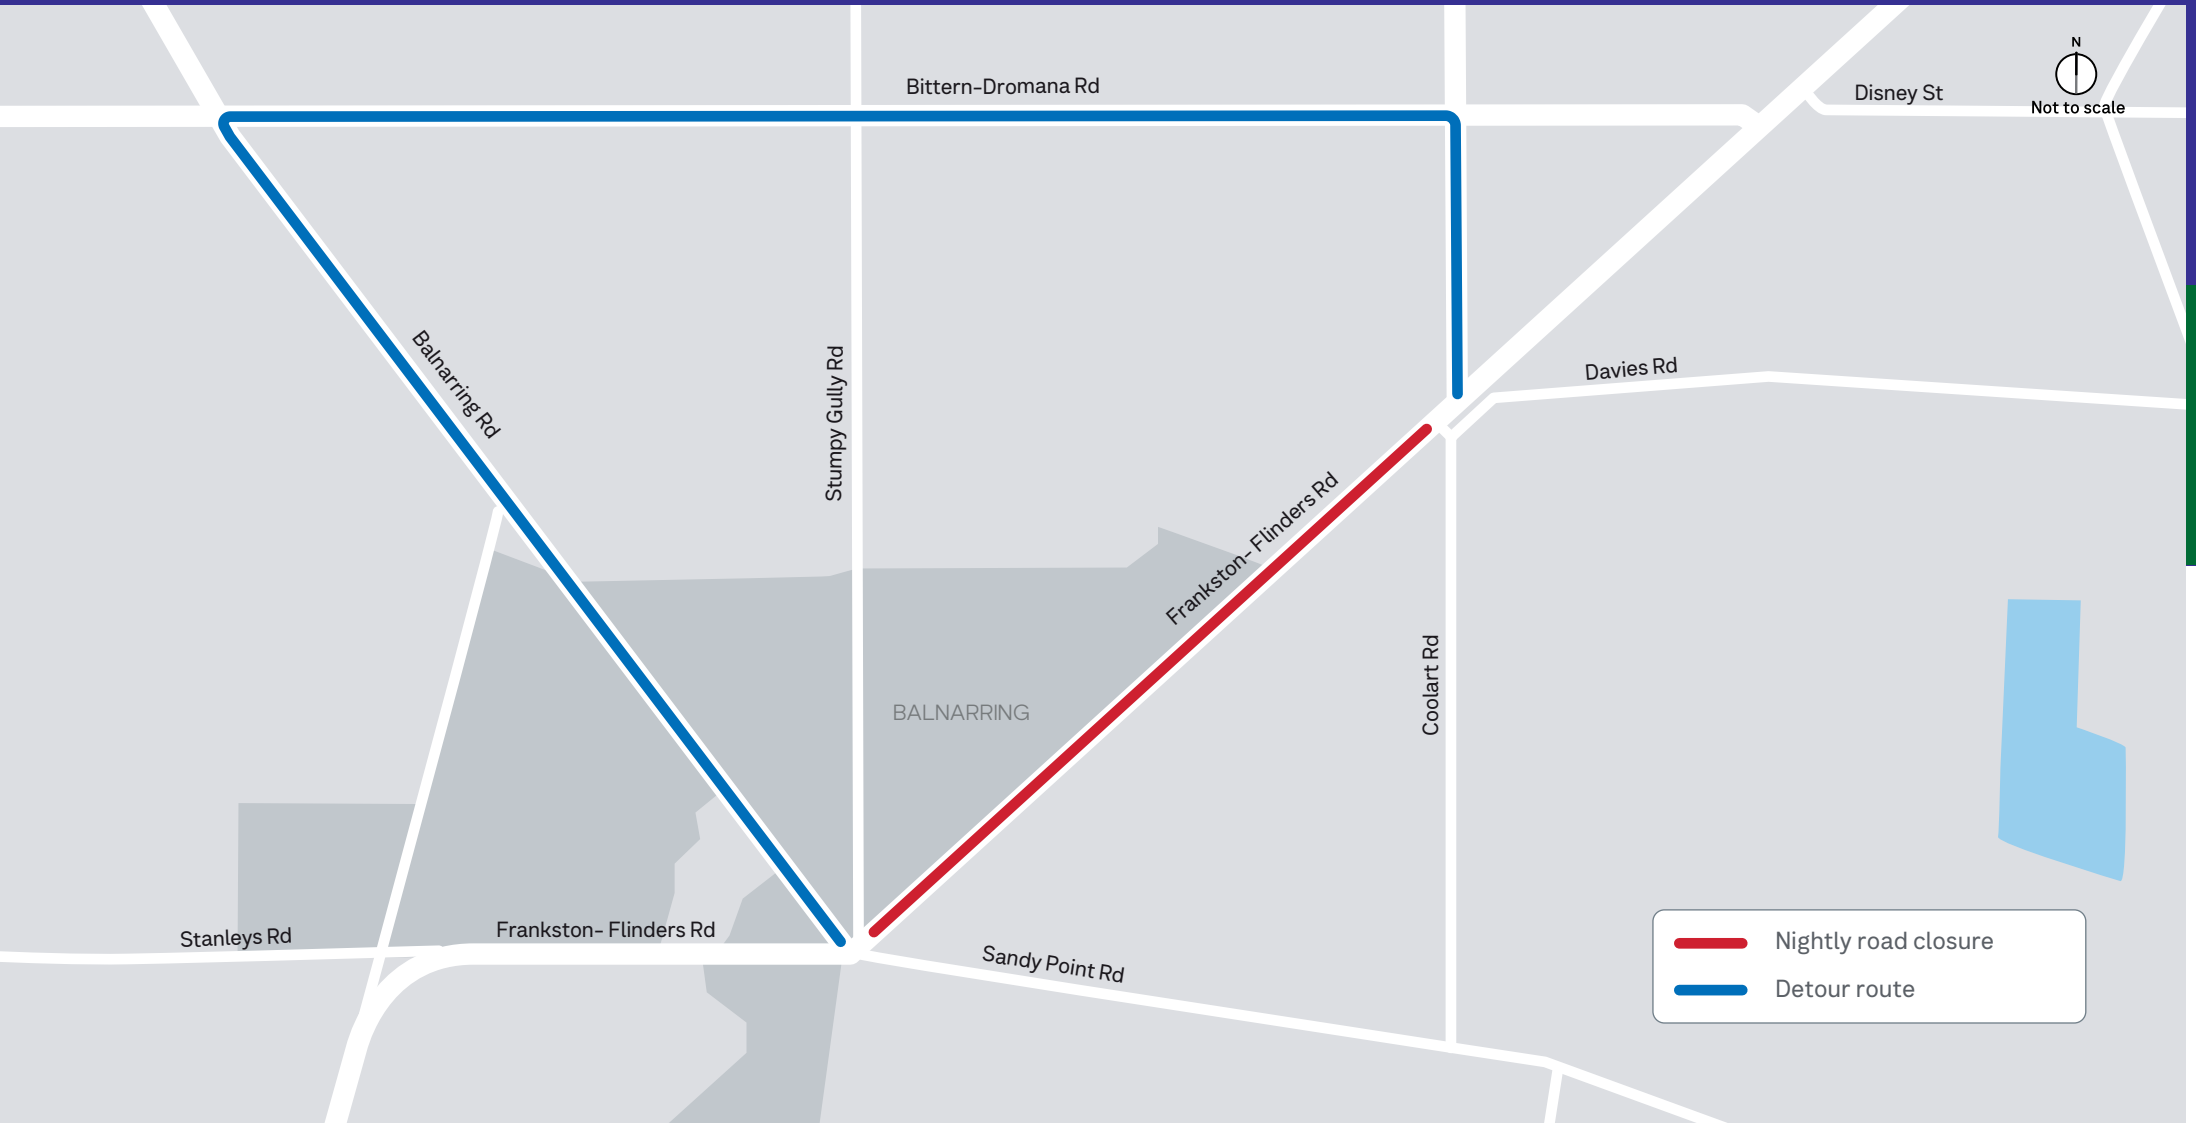 Bittern-Dromana Rd
Disney St
N
Not to scale
Balnarring Rd
Stumpy Gully Rd
Davies Rd
Frankston- Flinders Rd
Coolart Rd
BALNARRING
Stanleys Rd
Frankston- Flinders Rd
Sandy Point Rd
Nightly road closure
Detour route